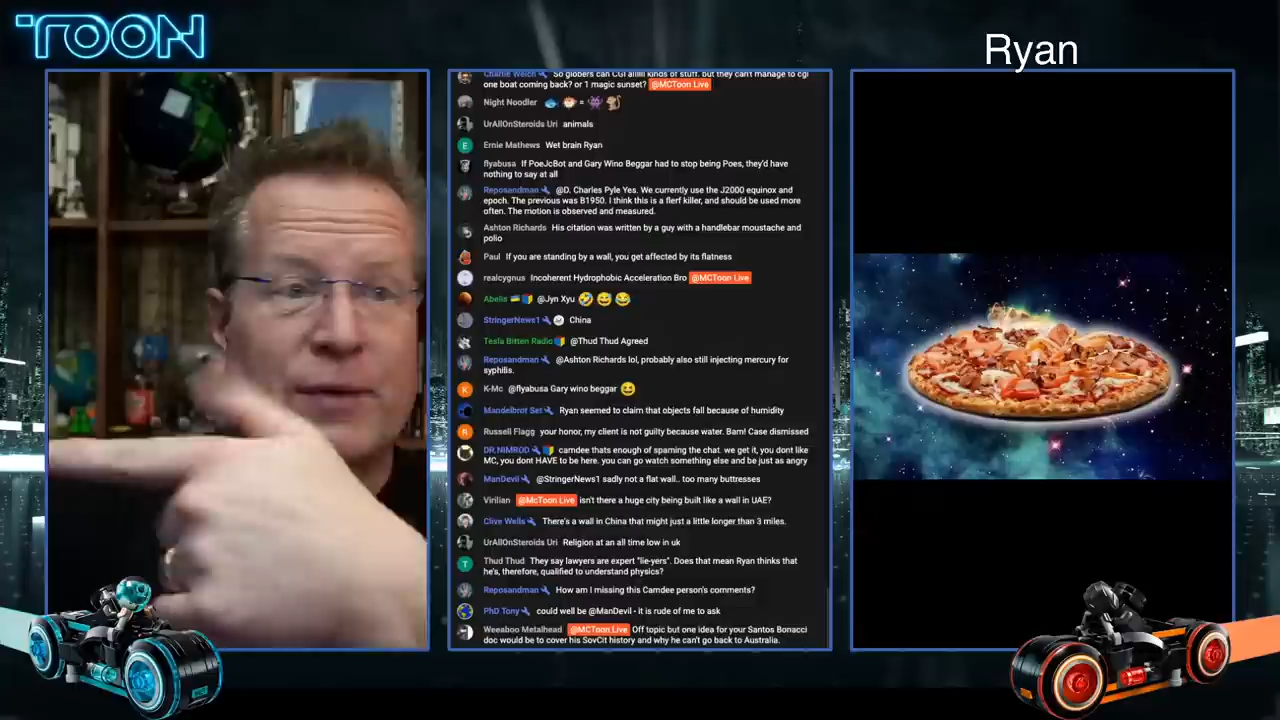 TOON
Ryan
Charlie Welch So globers can CGI alllll kinds of stuff. but they can't manage to cgi
one boat coming back? or 1 magic sunset? @MCToon Live
Night Noodler =
UrAllOnSteroids Uri animals
Ernie Mathews Wet brain Ryan
flyabusa If PoeJcBot and Gary Wino Beggar had to stop being Poes, they'd have
nothing to say at all
Reposandman @D. Charles Pyle Yes. We currently use the J2000 equinox and
epoch. The previous was B1950. I think this is a flerf killer, and should be used more
often. The motion is observed and measured.
Ashton Richards His citation was written by a guy with a handlebar moustache and
polio
Paul If you are standing by a wall, you get affected by its flatness
realcygnus Incoherent Hydrophobic Acceleration Bro @MCToon Live
Abelis @Jyn Xyu
StringerNews1 China
Tesla Bitten Radio @Thud Thud Agreed
Reposandman @Ashton Richards lol, probably also still injecting mercury for
syphilis.
K-Mc @flyabusa Gary wino beggar
Mandelbrot Set Ryan seemed to claim that objects fall because of humidity
Russell Flagg your honor, my client is not guilty because water. Bam! Case dismissed
DR.NIMROD camdee thats enough of spaming the chat. we get it, you dont like
MC, you dont HAVE to be here. you can go watch something else and be just as angry
ManDevil @StringerNews1 sadly not a flat wall.. too many buttresses
Virilian @McToon Live isn't there a huge city being built like a wall in UAE?
Clive Wells There's a wall in China that might just a little longer than 3 miles.
UrAllOnSteroids Uri Religion at an all time low in uk
Thud Thud They say lawyers are expert "lie-yers". Does that mean Ryan thinks that
he's, therefore, qualified to understand physics?
Reposandman How am I missing this Camdee person's comments?
PhD Tony could well be @ManDevil - it is rude of me to ask
Weeaboo Metalhead @MCToon Live Off topic but one idea for your Santos Bonacci
doc would be to cover his SovCit history and why he can't go back to Australia.